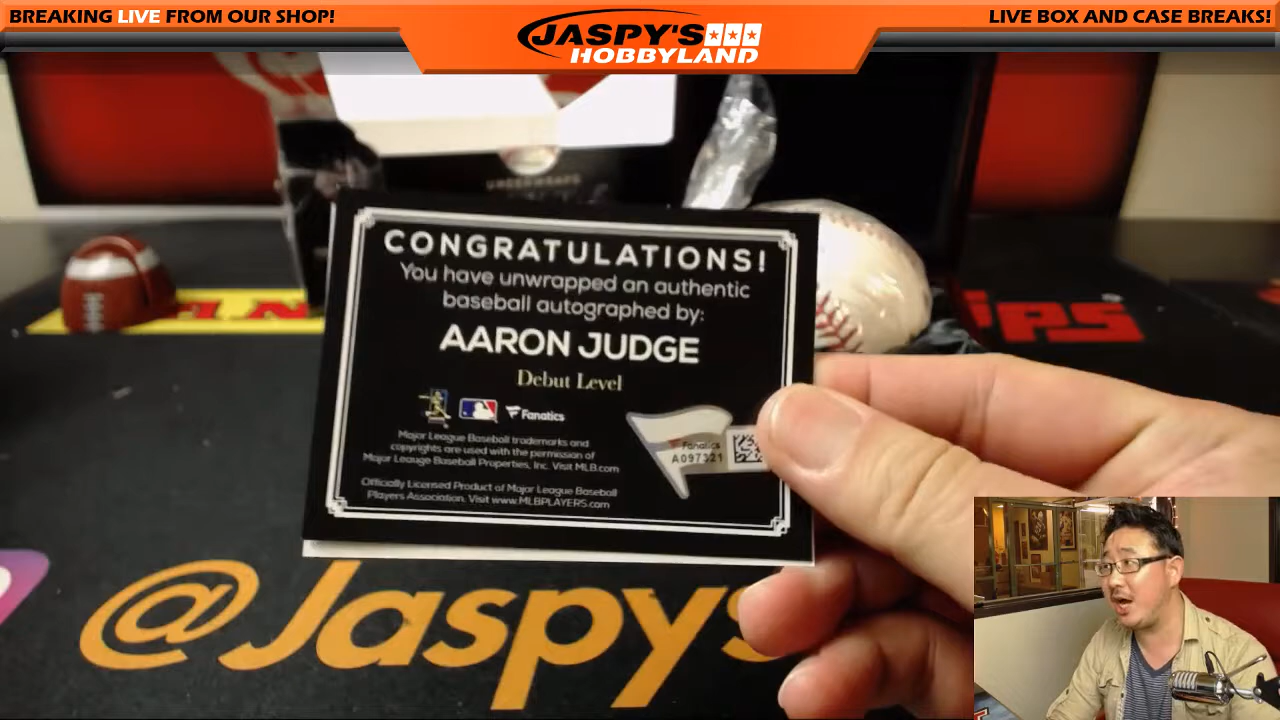 BREAKING LIVE FROM OUR SHOP!
JASPY'S
HOBBYLAND
LIVE BOX AND CASE BREAKS!
UNDERWRAPS
CONGRATULATIONS!
You have unwrapped an authentic
baseball autographed by:
AARON JUDGE
Debut Level
Fanatics
Major League Baseball trademarks and
copyrights are used with the permission of
Major Leauge Baseball Properties, Inc. Visit MLB.com
Officially Licensed Product of Major League Baseball
Players Association. Visit www.MLBPLAYERS.com
Fanatics
A097321
@Jaspys